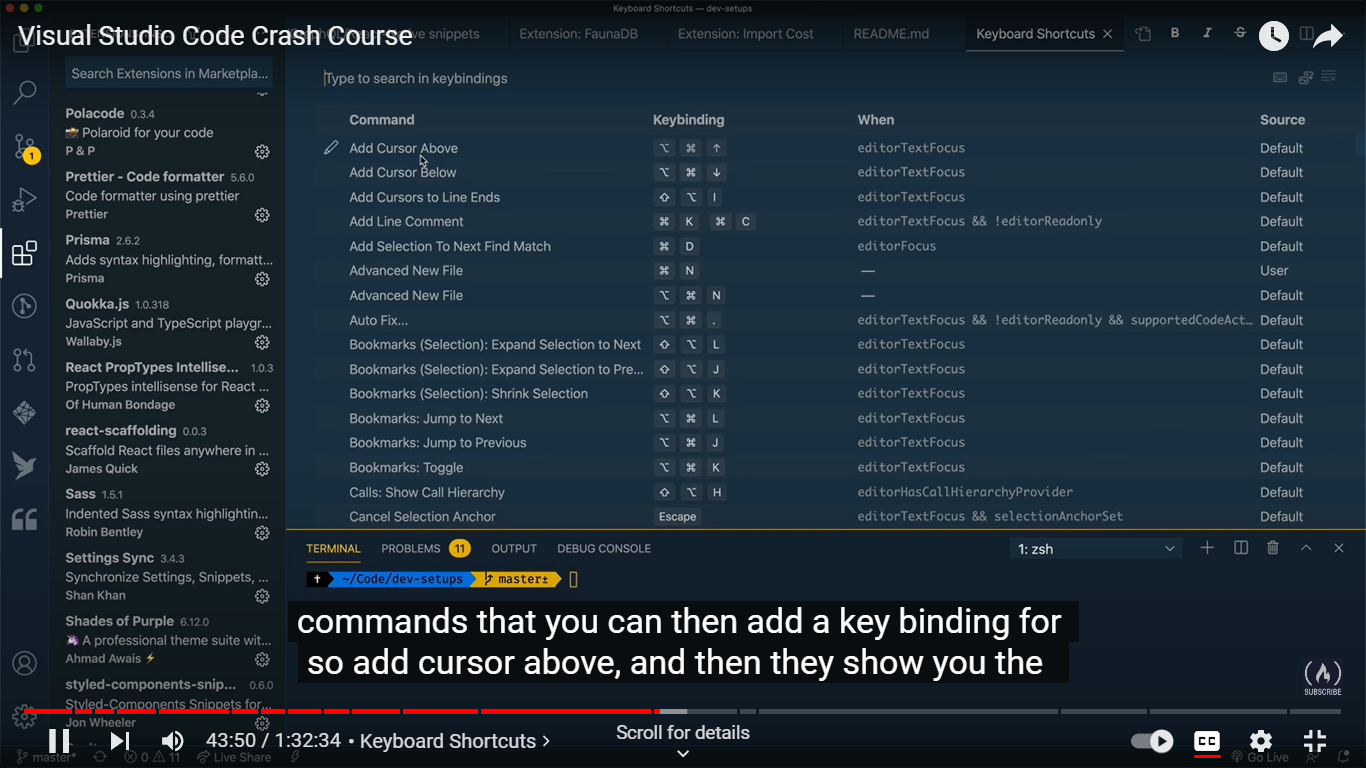 Keyboard Shortcuts — dev-setups
Visual Studio Code Crash Course
snippets
Extension: FaunaDB
Extension: Import Cost
README.md
Keyboard Shortcuts
B
I
S
Search Extensions in Marketpla...
Type to search in keybindings
Polacode 0.3.4
Polaroid for your code
P & P
Prettier - Code formatter 5.6.0
Code formatter using prettier
Prettier
Prisma 2.6.2
Adds syntax highlighting, formatt...
Prisma
Quokka.js 1.0.318
JavaScript and TypeScript playgr...
Wallaby.js
React PropTypes Intellise... 1.0.3
PropTypes intellisense for React ...
Of Human Bondage
react-scaffolding 0.0.3
Scaffold React files anywhere in ...
James Quick
Sass 1.5.1
Indented Sass syntax highlightin...
Robin Bentley
Settings Sync 3.4.3
Synchronize Settings, Snippets, ...
Shan Khan
Shades of Purple 6.12.0
A professional theme suite wit...
Ahmad Awais ⚡
styled-components-snip... 0.6.0
Styled-Components Snippets for...
Jon Wheeler
1
Command Keybinding When Source
Add Cursor Above ⌥ ⌘ ↑ editorTextFocus Default
Add Cursor Below ⌥ ⌘ ↓ editorTextFocus Default
Add Cursors to Line Ends ⇧ ⌥ I editorTextFocus Default
Add Line Comment ⌘ K ⌘ C editorTextFocus && !editorReadonly Default
Add Selection To Next Find Match ⌘ D editorFocus Default
Advanced New File ⌘ N — User
Advanced New File ⌥ ⌘ N — Default
Auto Fix... ⌥ ⌘ . editorTextFocus && !editorReadonly && supportedCodeAct... Default
Bookmarks (Selection): Expand Selection to Next ⇧ ⌥ L editorTextFocus Default
Bookmarks (Selection): Expand Selection to Pre... ⇧ ⌥ J editorTextFocus Default
Bookmarks (Selection): Shrink Selection ⇧ ⌥ K editorTextFocus Default
Bookmarks: Jump to Next ⌥ ⌘ L editorTextFocus Default
Bookmarks: Jump to Previous ⌥ ⌘ J editorTextFocus Default
Bookmarks: Toggle ⌥ ⌘ K editorTextFocus Default
Calls: Show Call Hierarchy ⇧ ⌥ H editorHasCallHierarchyProvider Default
Cancel Selection Anchor Escape editorTextFocus && selectionAnchorSet Default
TERMINAL PROBLEMS 11 OUTPUT DEBUG CONSOLE 1: zsh
~/Code/dev-setups master±
commands that you can then add a key binding for
so add cursor above, and then they show you the
SUBSCRIBE
43:50 / 1:32:34 • Keyboard Shortcuts >
Scroll for details
CC
master* 0 11 Live Share
Go Live